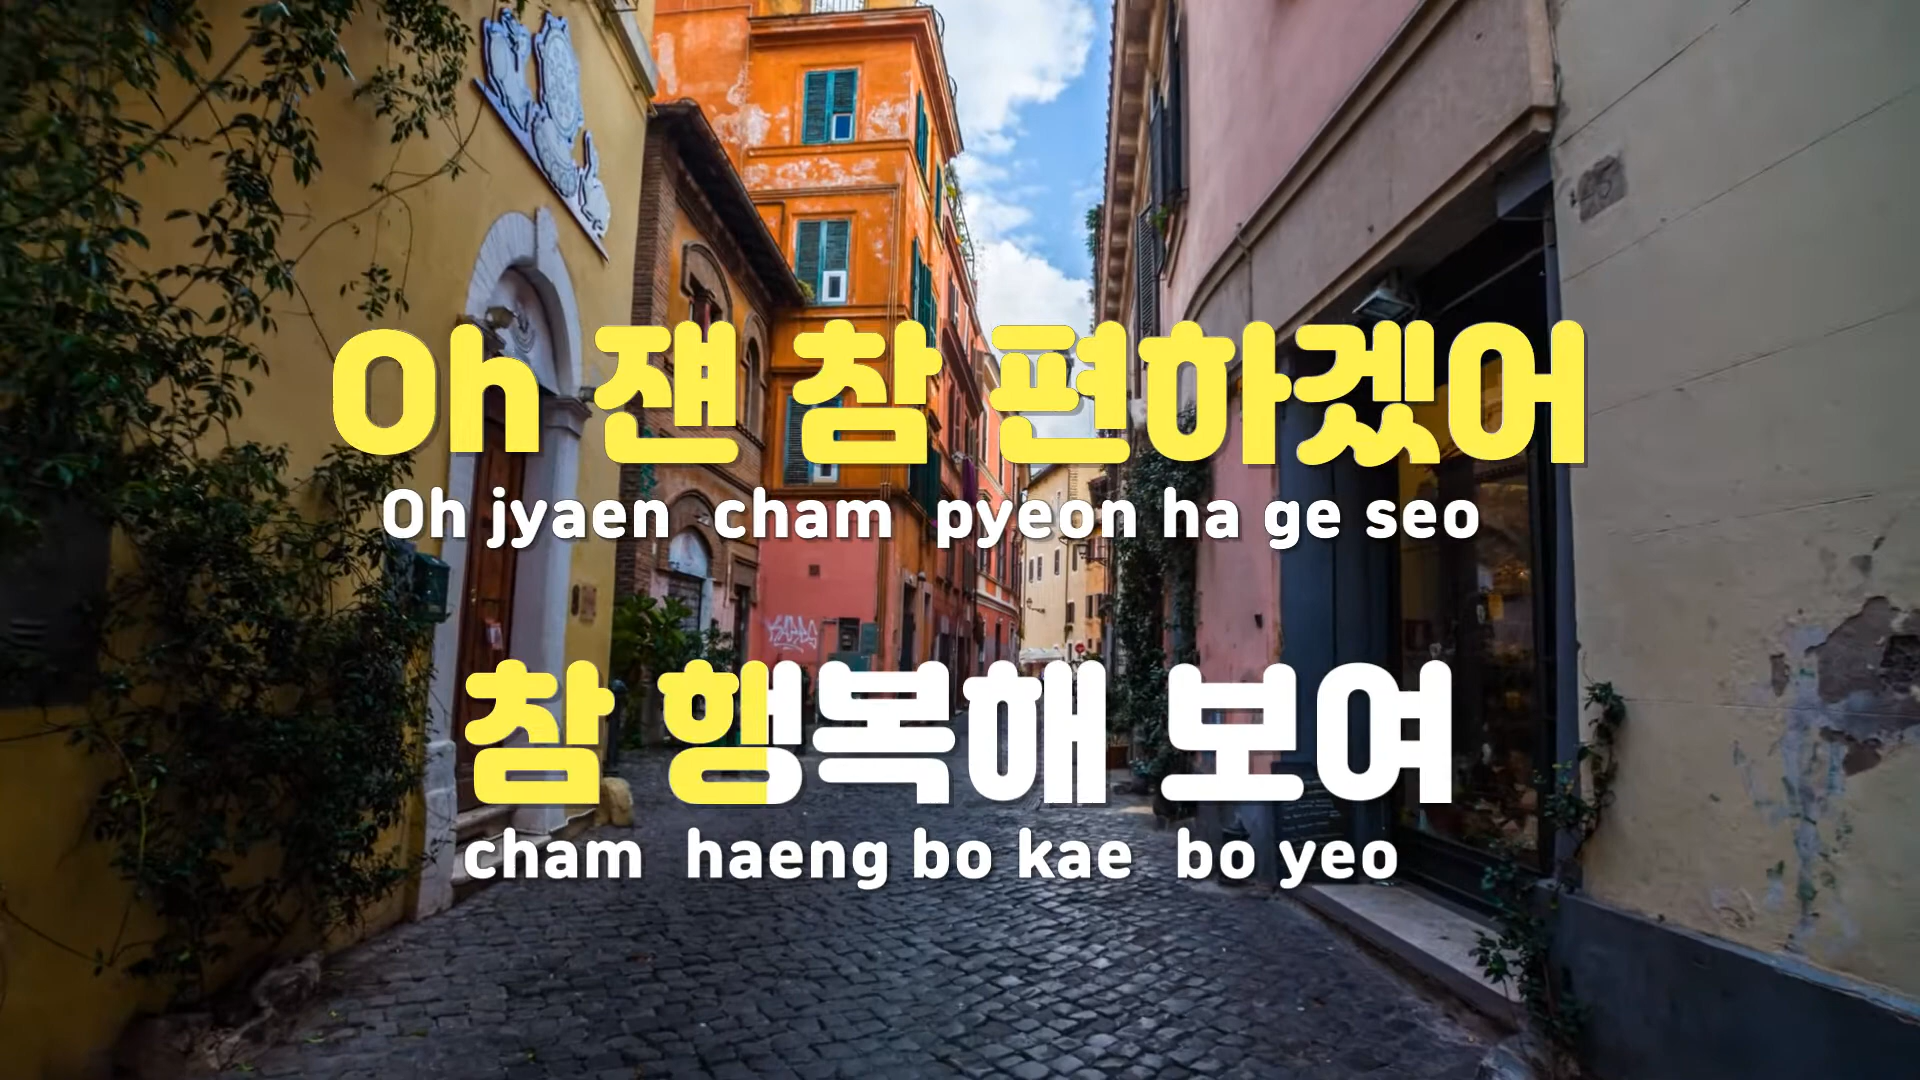 Oh 쟨 참 편하겠어
Oh jyaen cham pyeon ha ge seo
참 행복해 보여
cham haeng bo kae bo yeo